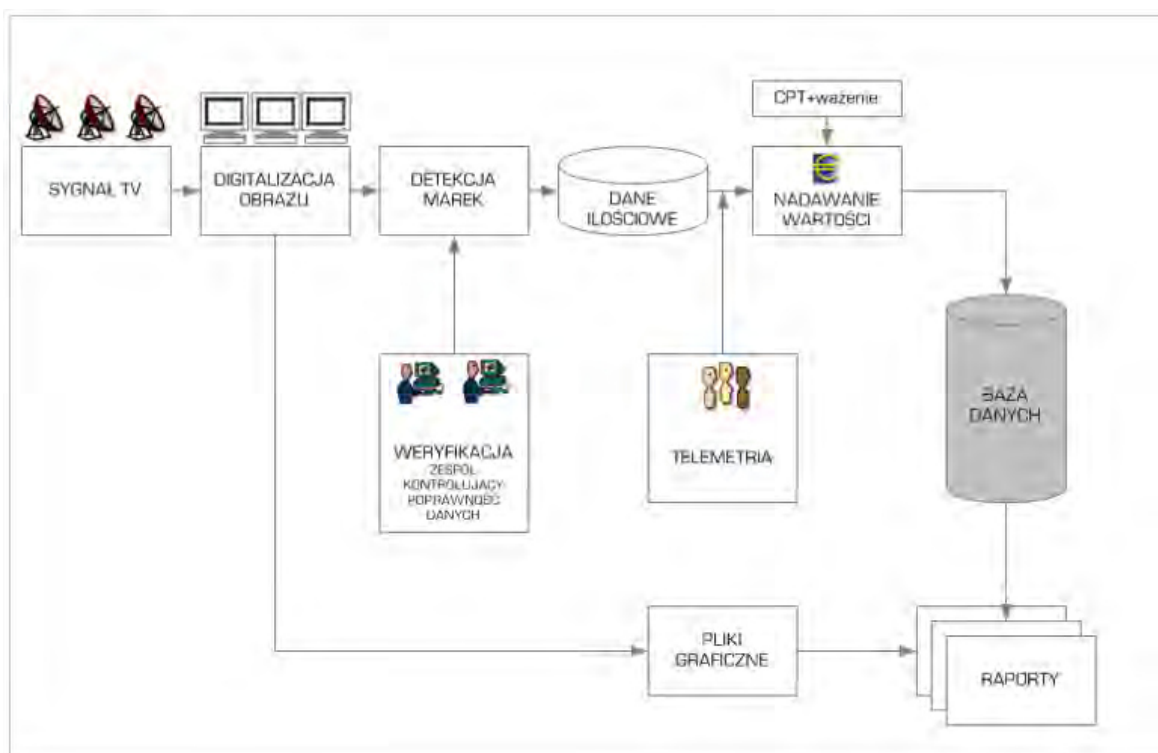 CPT+ważenie
SYGNAŁ TV
DIGITALIZACJA
OBRAZU
DETEKCJA
MAREK
DANE
ILOŚCIOWE
NADAWANIE
WARTOŚCI
WERYFIKACJA
ZESPÓŁ
KONTROLUJĄCY
POPRAWNOŚĆ
DANYCH
TELEMETRIA
BAZA
DANYCH
PLIKI
GRAFICZNE
RAPORTY